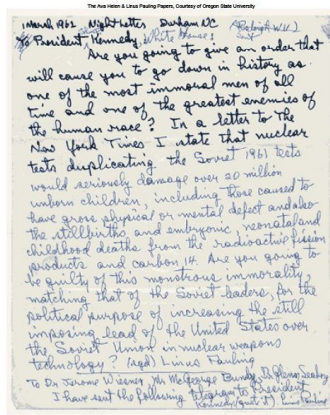 The Ava Helen & Linus Pauling Papers, Courtesy of Oregon State University
1 March 1962 Night Letter Durham NC
To President Kennedy, White House:
Are you going to give an order that
will cause you to go down in history as
one of the most immoral men of all
time and one of the greatest enemies of
the human race? In a letter to The
New York Times I state that nuclear
tests duplicating the Soviet 1961 tests
would seriously damage over 20 million
unborn children, including those caused to
have gross physical or mental defect and also
the stillbirths and embryonic, neonatal and
childhood deaths from the radioactive fission
products and carbon 14. Are you going to
be guilty of this monstrous immorality,
matching that of the Soviet leaders, for the
political purpose of increasing the still
imposing lead of the United States over
the Soviet Union in nuclear weapons
technology? (sgd) Linus Pauling
To Dr. Jerome Wiesner, Mr. McGeorge Bundy, Dr. Glenn Seaborg
I have sent the following telegram to President
Kennedy: (quote it) Linus Pauling